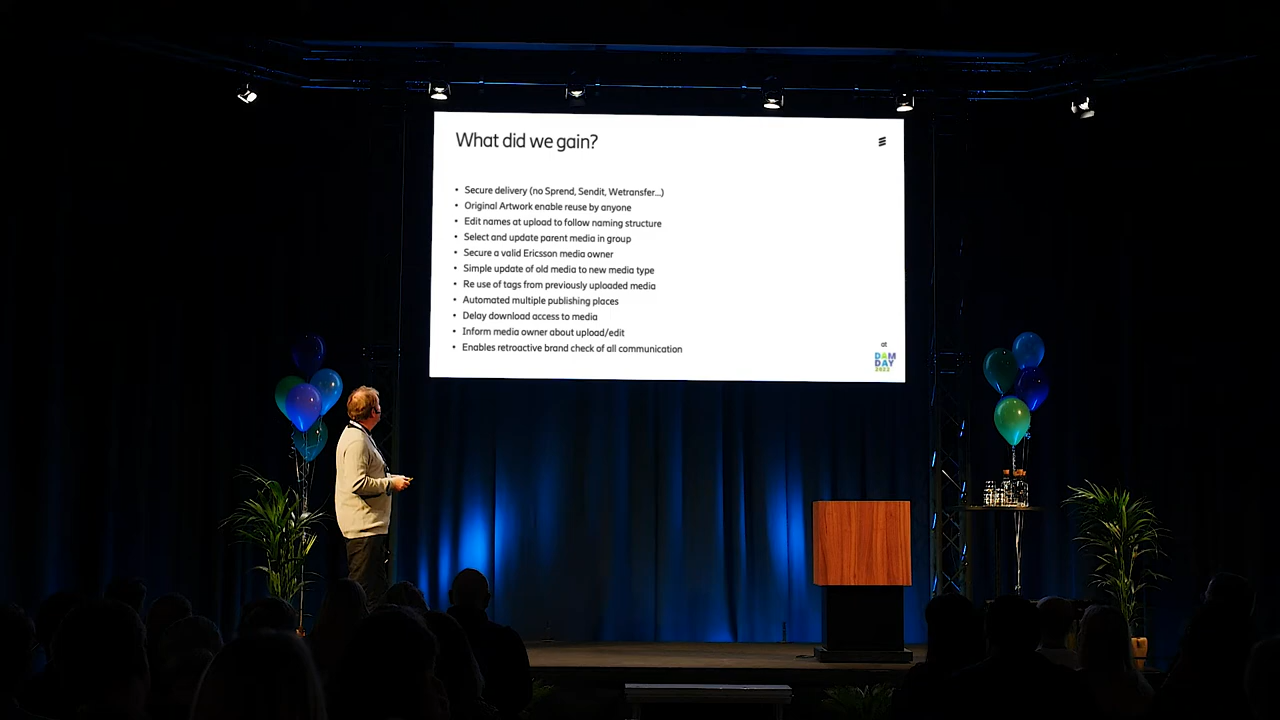 What did we gain?
• Secure delivery (no Sprend, Sendit, Wetransfer...)
• Original Artwork enable reuse by anyone
• Edit names at upload to follow naming structure
• Select and update parent media in group
• Secure a valid Ericsson media owner
• Simple update of old media to new media type
• Re use of tags from previously uploaded media
• Automated multiple publishing places
• Delay download access to media
• Inform media owner about upload/edit
• Enables retroactive brand check of all communication
at
DAM
DAY
2022